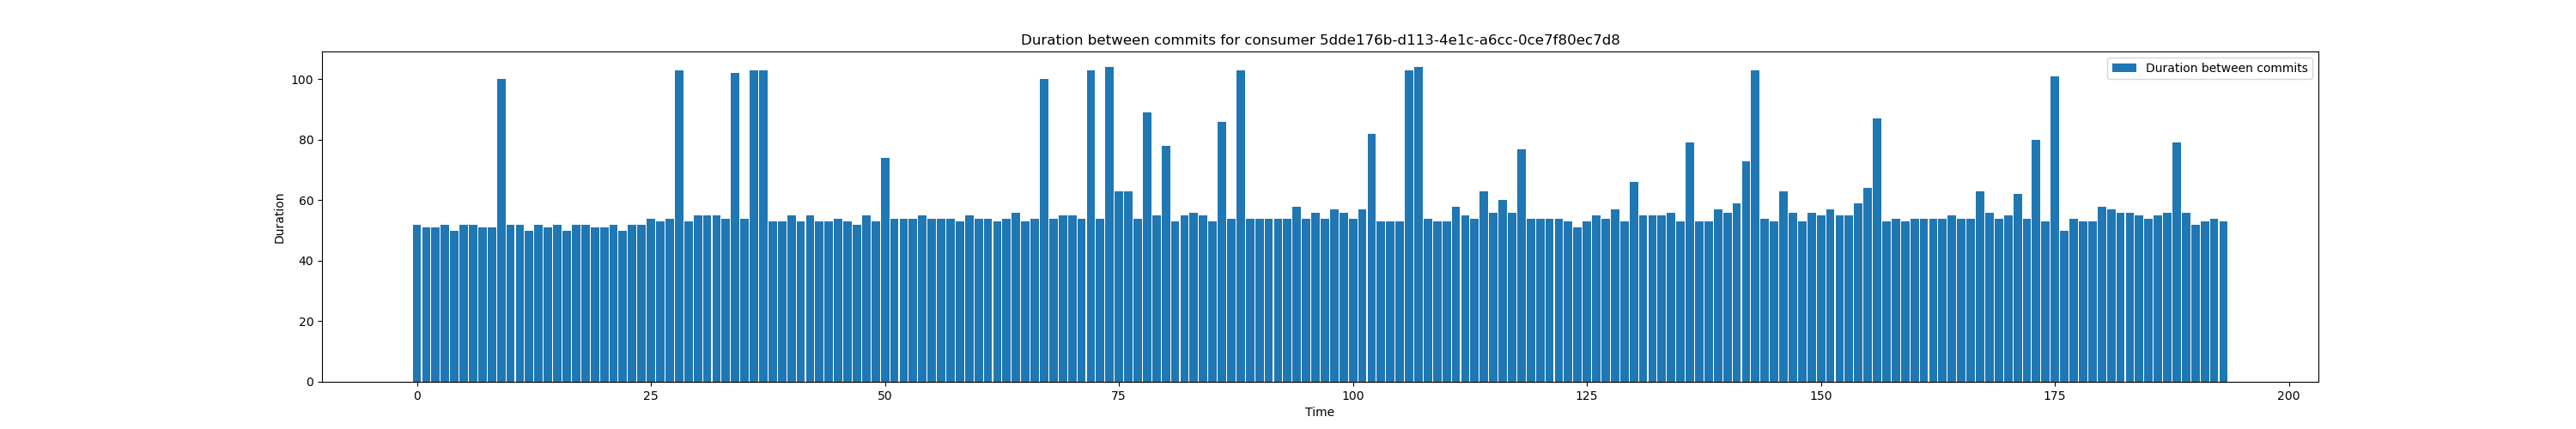 Duration between commits for consumer 5dde176b-d113-4e1c-a6cc-0ce7f80ec7d8
Duration between commits
100
80
60
40
20
0
Duration
0 25 50 75 100 125 150 175 200
Time